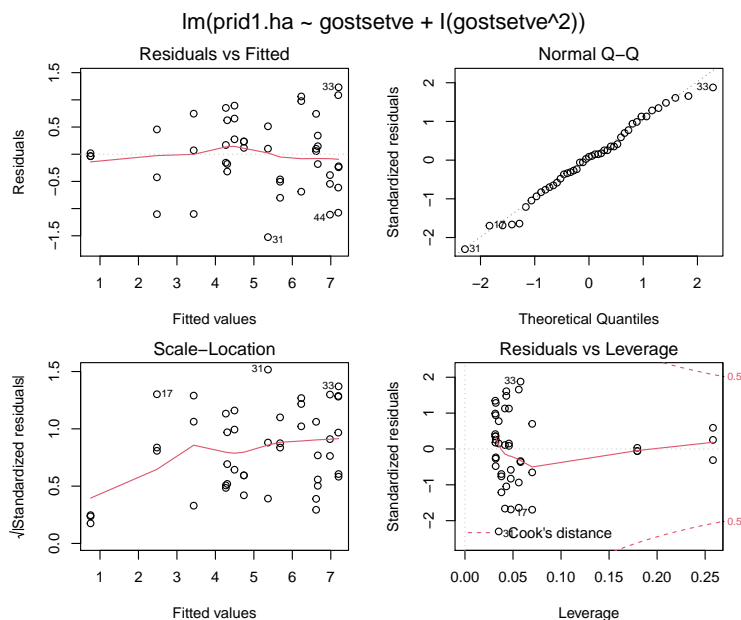 lm(prid1.ha ~ gostsetve + I(gostsetve^2))
Residuals vs Fitted
Residuals
-1.5 -0.5 0.5 1.5
1 2 3 4 5 6 7
Fitted values
33
44
31
Normal Q-Q
Standardized residuals
-2 -1 0 1 2
-2 -1 0 1 2
Theoretical Quantiles
33
17
31
Scale-Location
√|Standardized residuals|
0.0 0.5 1.0 1.5
1 2 3 4 5 6 7
Fitted values
31
33
17
Residuals vs Leverage
Standardized residuals
-2 -1 0 1 2
0.00 0.05 0.10 0.15 0.20 0.25
Leverage
33
17
31
Cook's distance
0.5
0.5